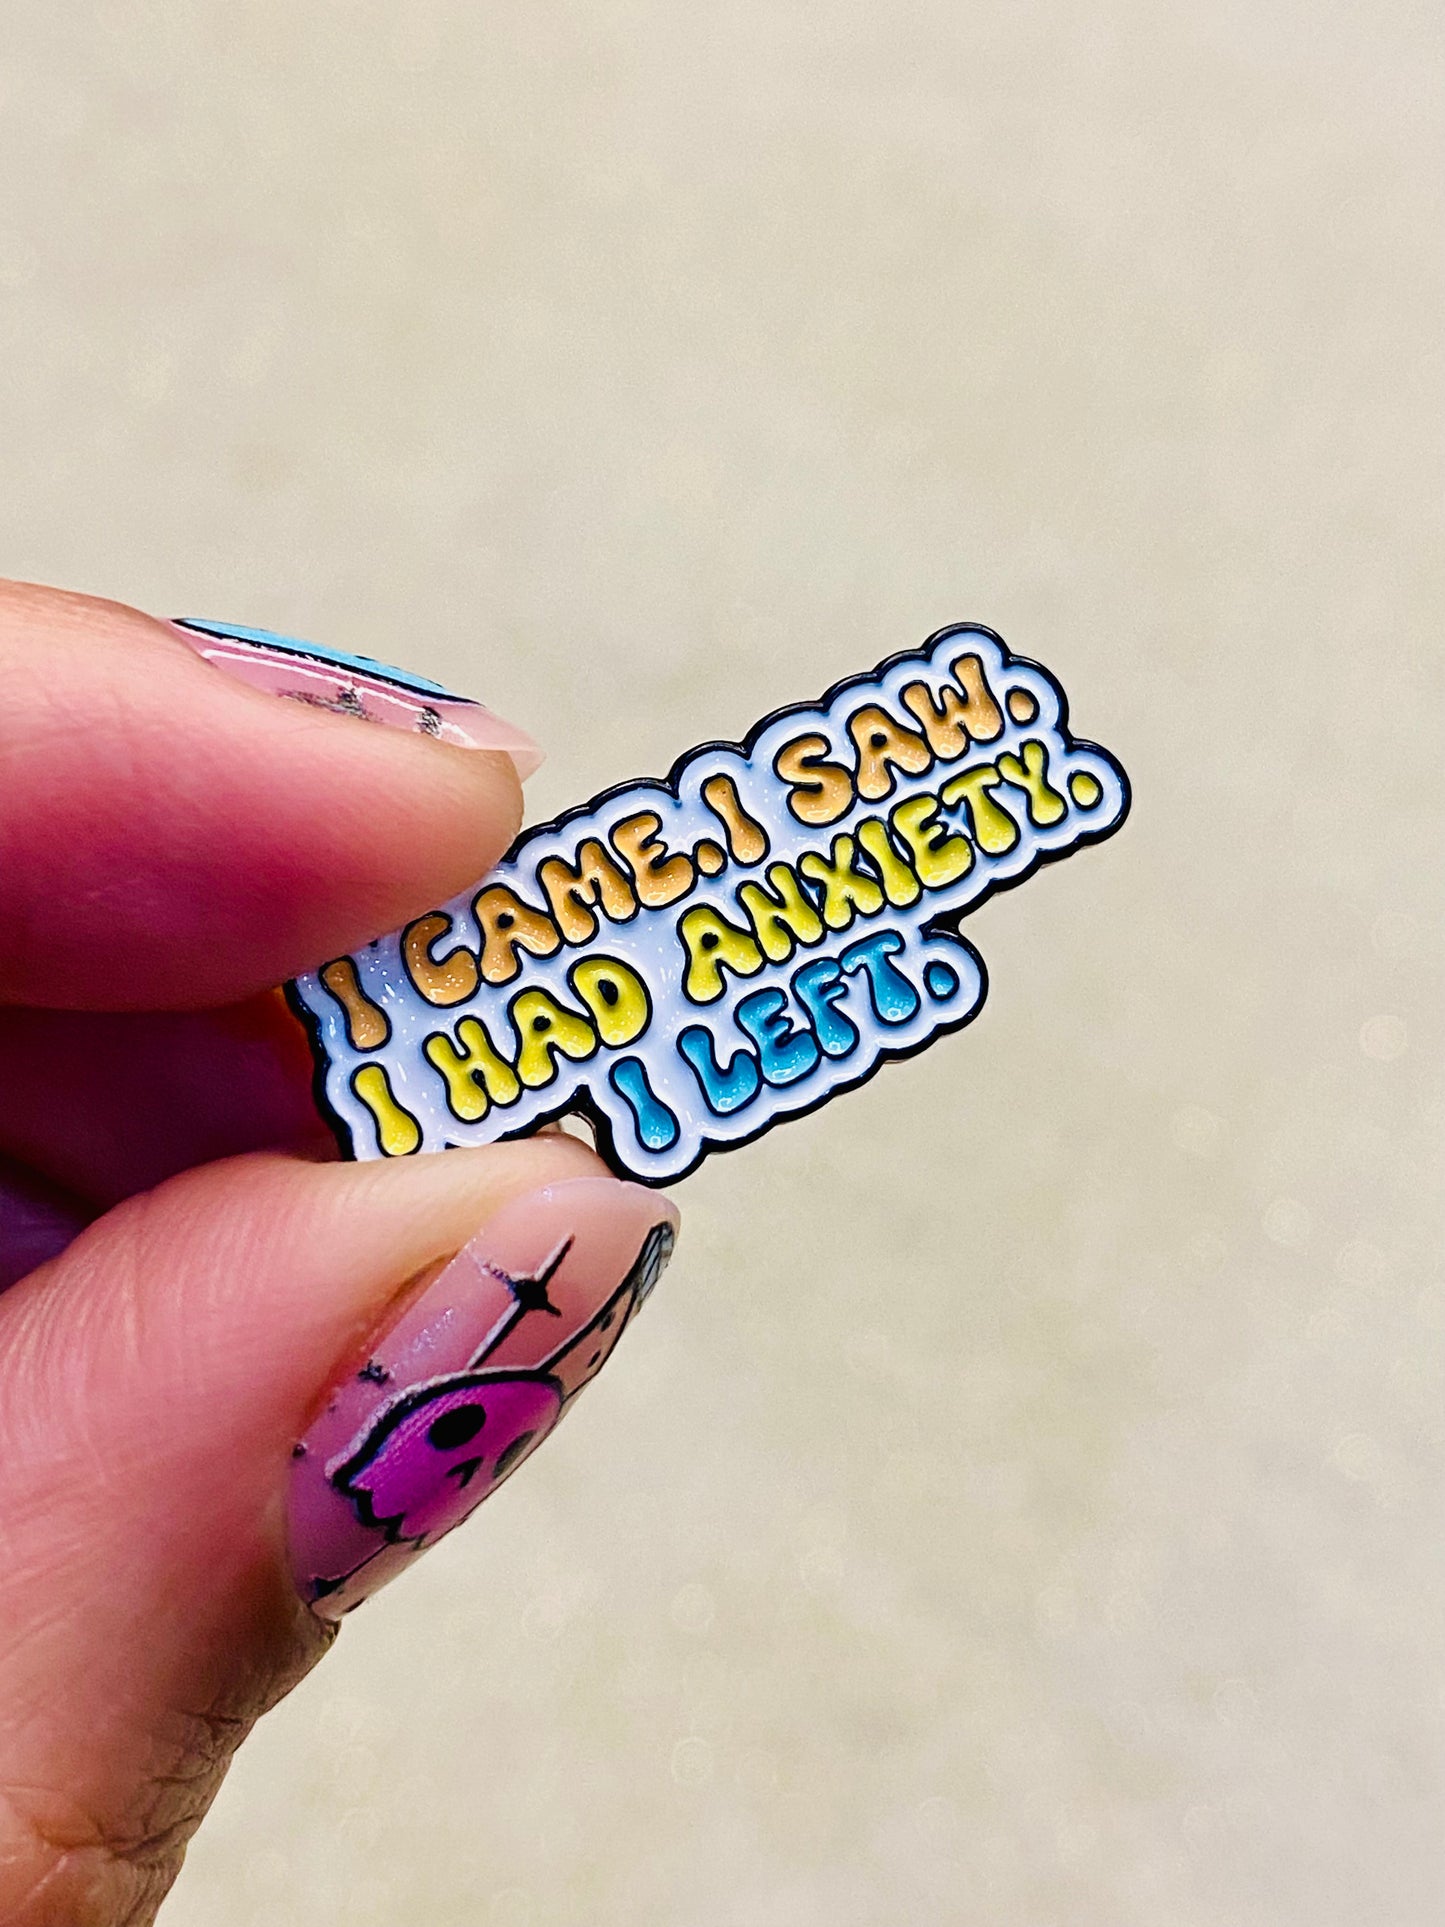 I CAME. I SAW.
I HAD ANXIETY.
I LEFT.